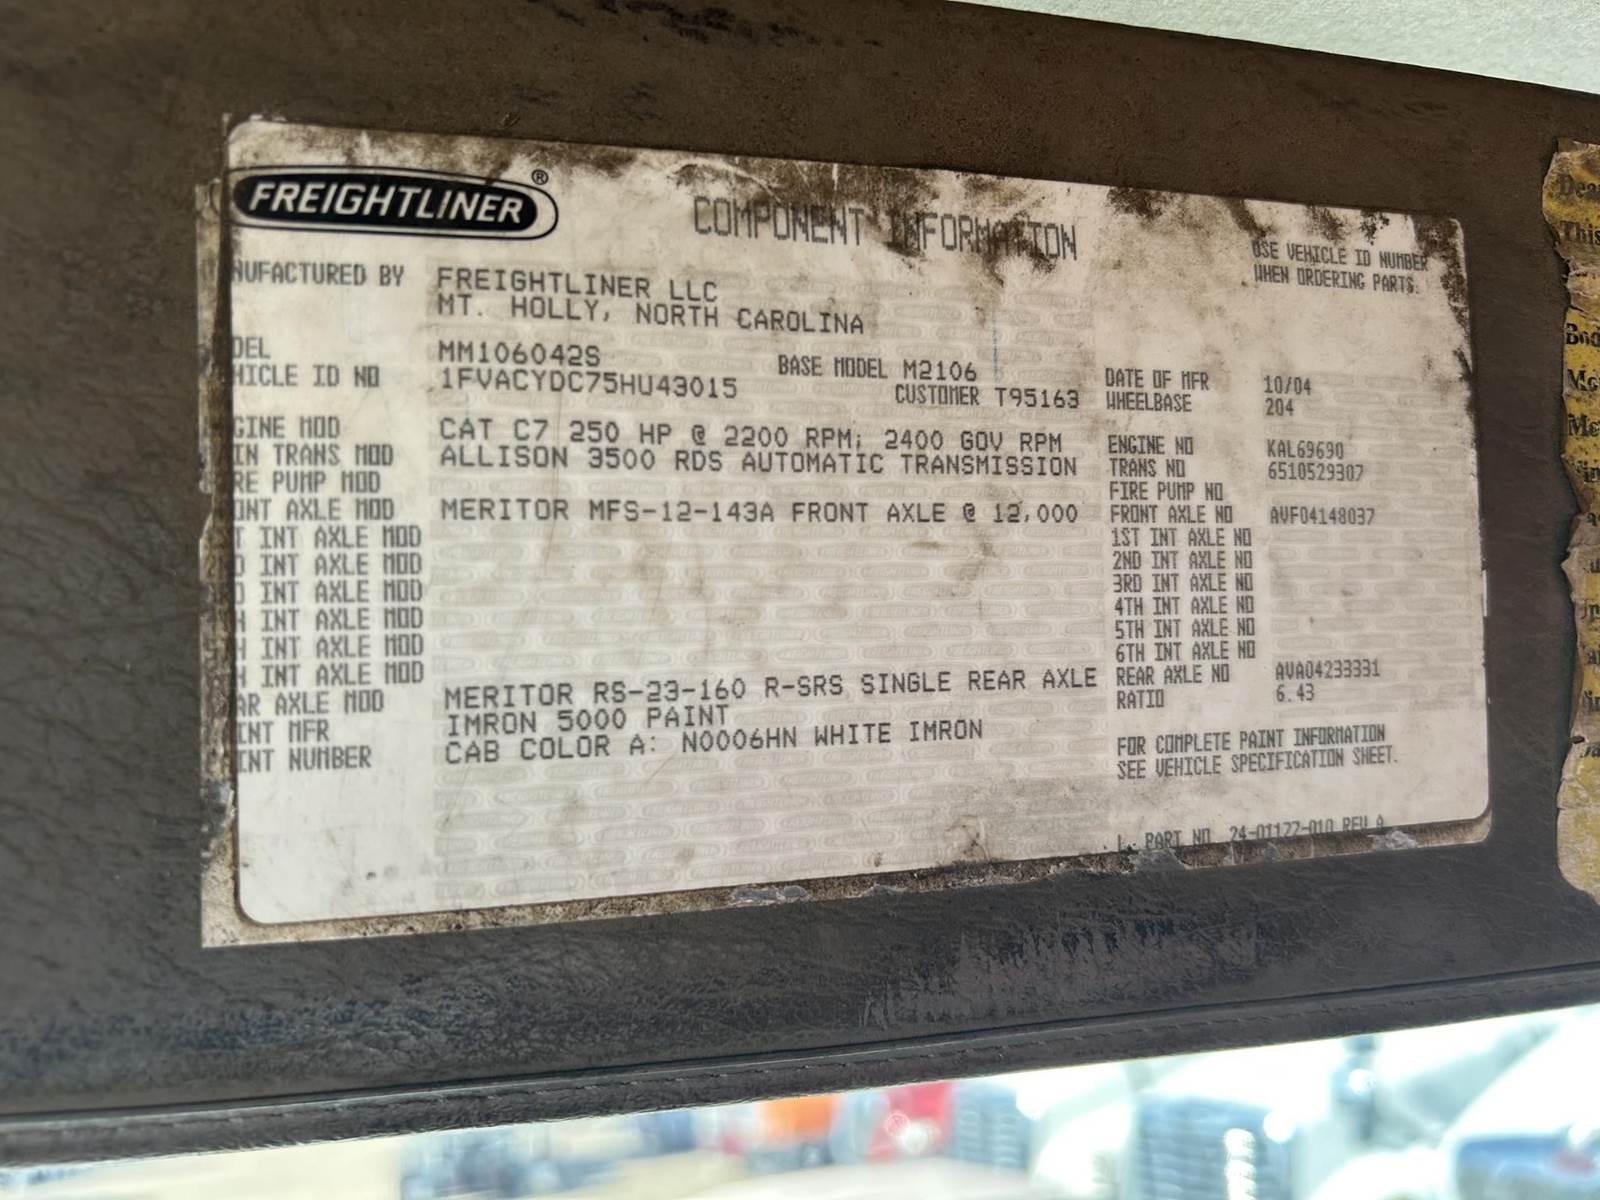 FREIGHTLINER®
COMPONENT INFORMATION
USE VEHICLE ID NUMBER
WHEN ORDERING PARTS.
NUFACTURED BY FREIGHTLINER LLC
MT. HOLLY, NORTH CAROLINA
DEL MM106042S BASE MODEL M2106 DATE OF MFR 10/04
HICLE ID NO 1FVACYDC75HU43015 CUSTOMER T95163 WHEELBASE 204
GINE MOD CAT C7 250 HP @ 2200 RPM; 2400 GOV RPM ENGINE NO KAL69690
IN TRANS MOD ALLISON 3500 RDS AUTOMATIC TRANSMISSION TRANS NO 6510529307
RE PUMP MOD FIRE PUMP NO
ONT AXLE MOD MERITOR MFS-12-143A FRONT AXLE @ 12,000 FRONT AXLE NO AVF04148037
T INT AXLE MOD 1ST INT AXLE NO
D INT AXLE MOD 2ND INT AXLE NO
D INT AXLE MOD 3RD INT AXLE NO
H INT AXLE MOD 4TH INT AXLE NO
H INT AXLE MOD 5TH INT AXLE NO
H INT AXLE MOD 6TH INT AXLE NO
AR AXLE MOD MERITOR RS-23-160 R-SRS SINGLE REAR AXLE REAR AXLE NO AVA04233331
INT MFR IMRON 5000 PAINT RATIO 6.43
INT NUMBER CAB COLOR A: N0006HN WHITE IMRON
FOR COMPLETE PAINT INFORMATION
SEE VEHICLE SPECIFICATION SHEET.
PART NO 24-01127-010 REV A
This